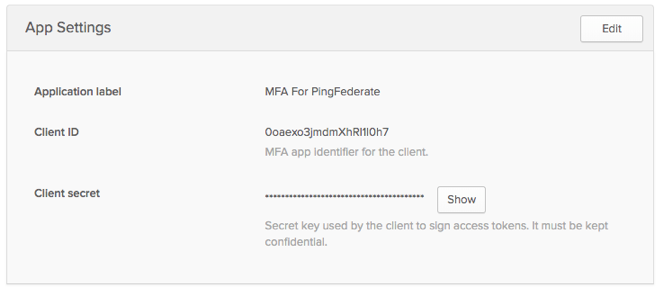 App Settings
Edit
Application label
MFA For PingFederate
Client ID
0oaexo3jmdmXhRI1I0h7
MFA app identifier for the client.
Client secret
****************************************
Show
Secret key used by the client to sign access tokens. It must be kept
confidential.